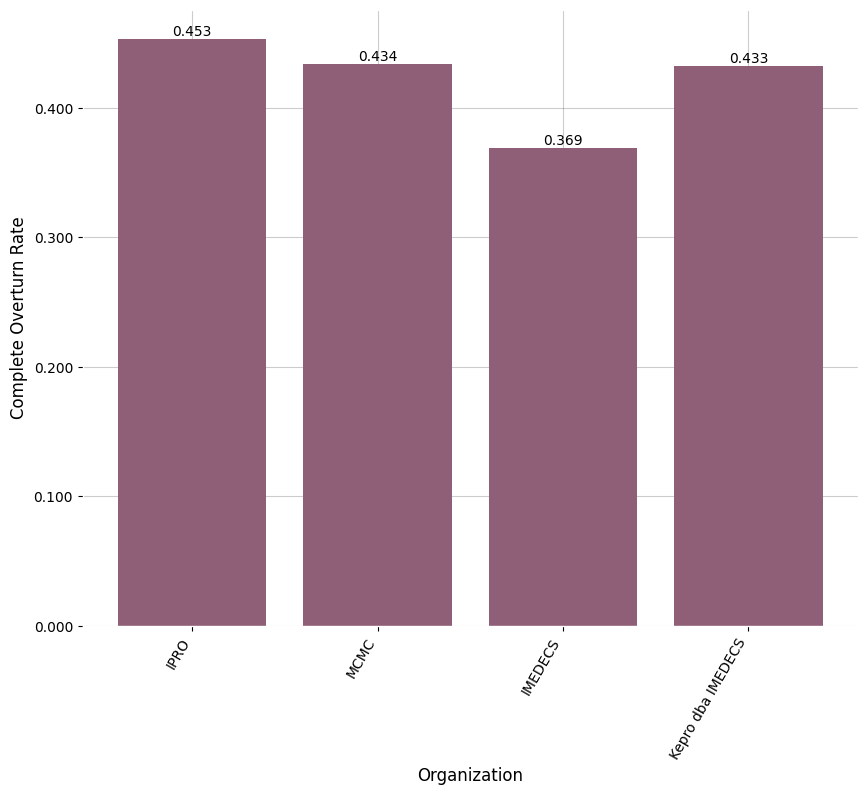 0.453
0.434
0.369
0.433
0.400
0.300
0.200
0.100
0.000
Complete Overturn Rate
IPRO
MCMC
IMEDECS
Kepro dba IMEDECS
Organization